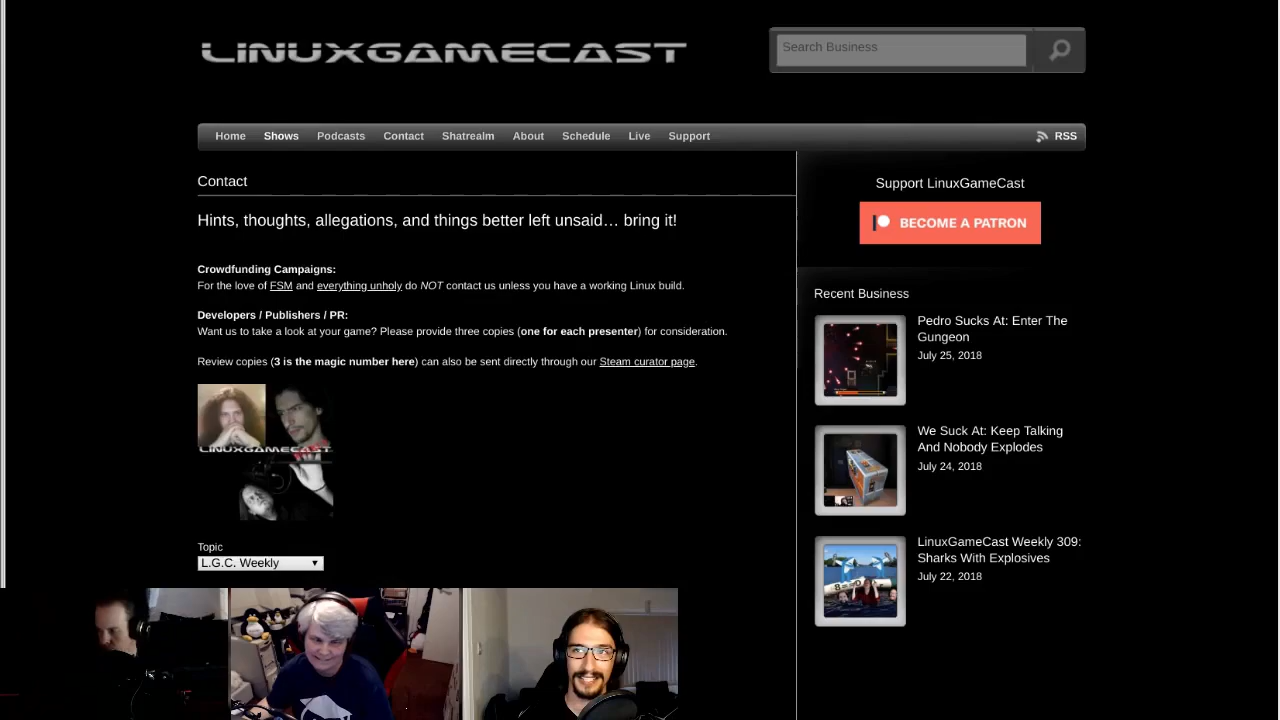 LINUXGAMECAST
Search Business
Home Shows Podcasts Contact Shatrealm About Schedule Live Support RSS
Contact
Hints, thoughts, allegations, and things better left unsaid… bring it!
Crowdfunding Campaigns:
For the love of FSM and everything unholy do NOT contact us unless you have a working Linux build.
Developers / Publishers / PR:
Want us to take a look at your game? Please provide three copies (one for each presenter) for consideration.
Review copies (3 is the magic number here) can also be sent directly through our Steam curator page.
LINUXGAMECAST
Topic
L.G.C. Weekly
Support LinuxGameCast
BECOME A PATRON
Recent Business
Pedro Sucks At: Enter The
Gungeon
July 25, 2018
We Suck At: Keep Talking
And Nobody Explodes
July 24, 2018
LinuxGameCast Weekly 309:
Sharks With Explosives
July 22, 2018